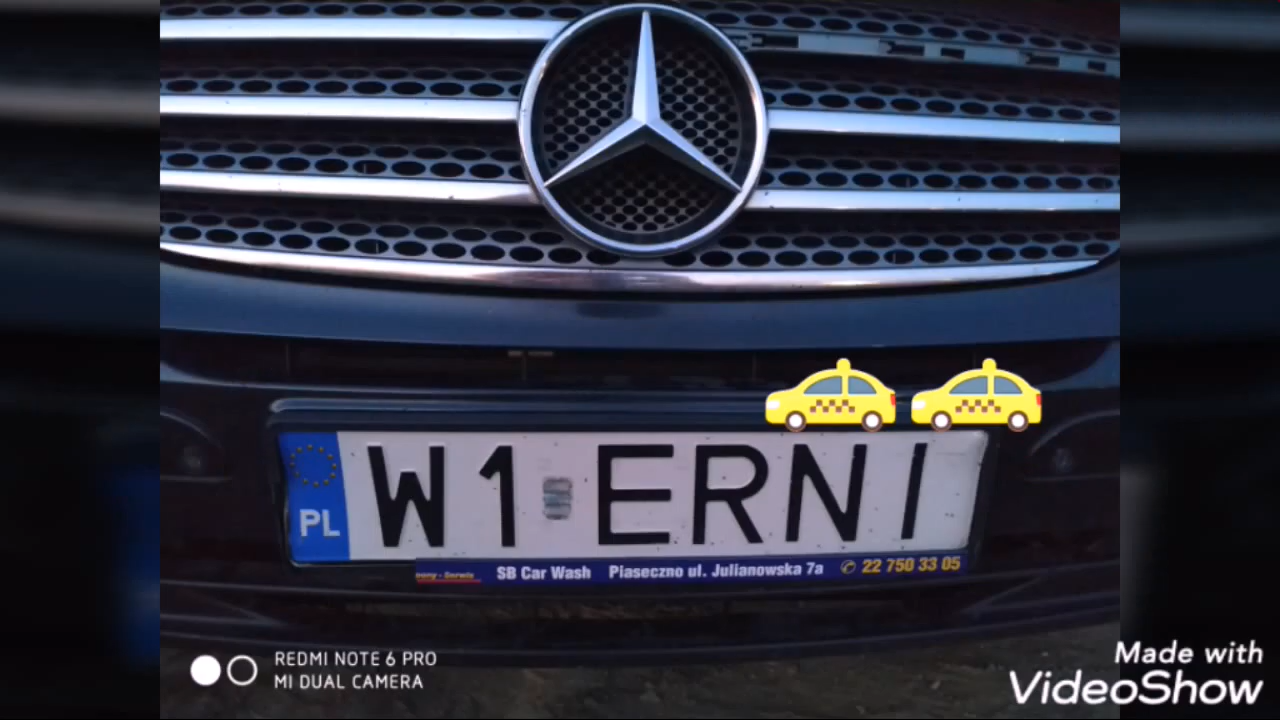 PL W1 ERNI
SB Car Wash Piaseczno ul. Julianowska 7a 22 750 33 05
REDMI NOTE 6 PRO
MI DUAL CAMERA
Made with
VideoShow